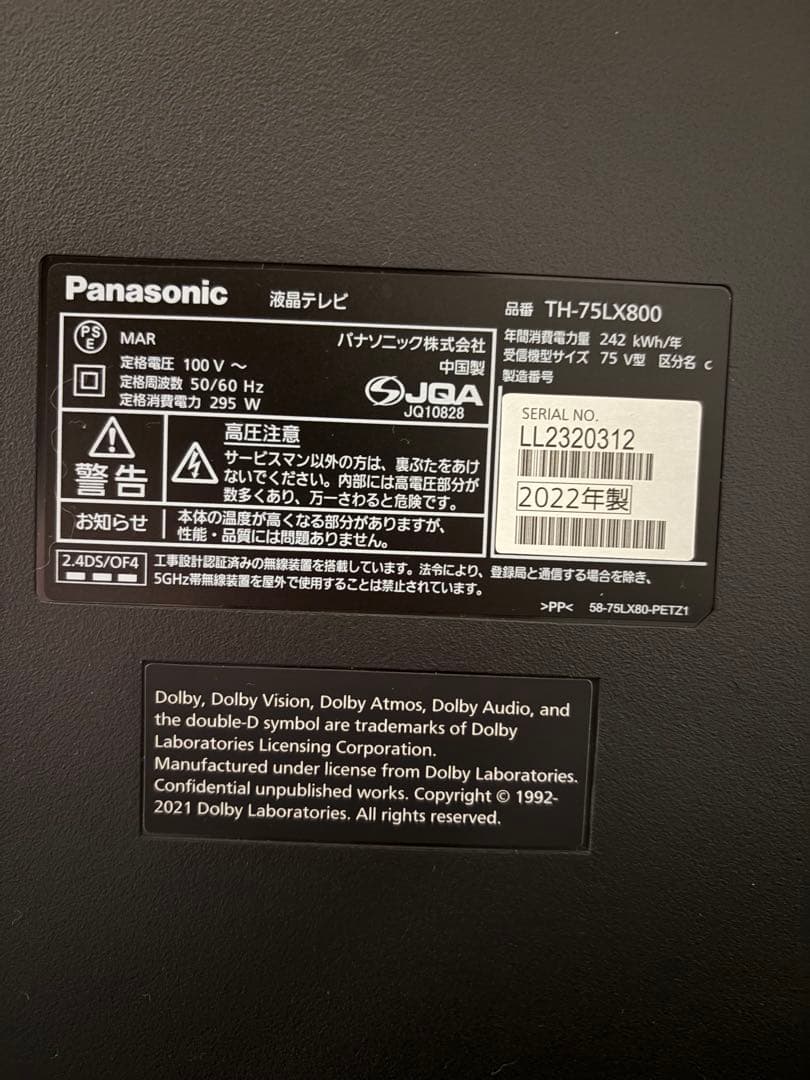 Panasonic 液晶テレビ
PS
E
MAR
パナソニック株式会社
中国製
定格電圧 100 V ～
定格周波数 50/60 Hz
定格消費電力 295 W
JQA
JQ10828
品番 TH-75LX800
年間消費電力量 242 kWh/年
受信機型サイズ 75 V型 区分名 c
製造番号
SERIAL NO.
LL2320312
2022年製
警告
高圧注意
サービスマン以外の方は、裏ぶたをあけ
ないでください。内部には高電圧部分が
数多くあり、万一さわると危険です。
お知らせ
本体の温度が高くなる部分がありますが、
性能・品質には問題ありません。
2.4DS/OF4
工事設計認証済みの無線装置を搭載しています。法令により、登録局と通信する場合を除き、
5GHz帯無線装置を屋外で使用することは禁止されています。
>PP< 58-75LX80-PETZ1
Dolby, Dolby Vision, Dolby Atmos, Dolby Audio, and
the double-D symbol are trademarks of Dolby
Laboratories Licensing Corporation.
Manufactured under license from Dolby Laboratories.
Confidential unpublished works. Copyright © 1992-
2021 Dolby Laboratories. All rights reserved.